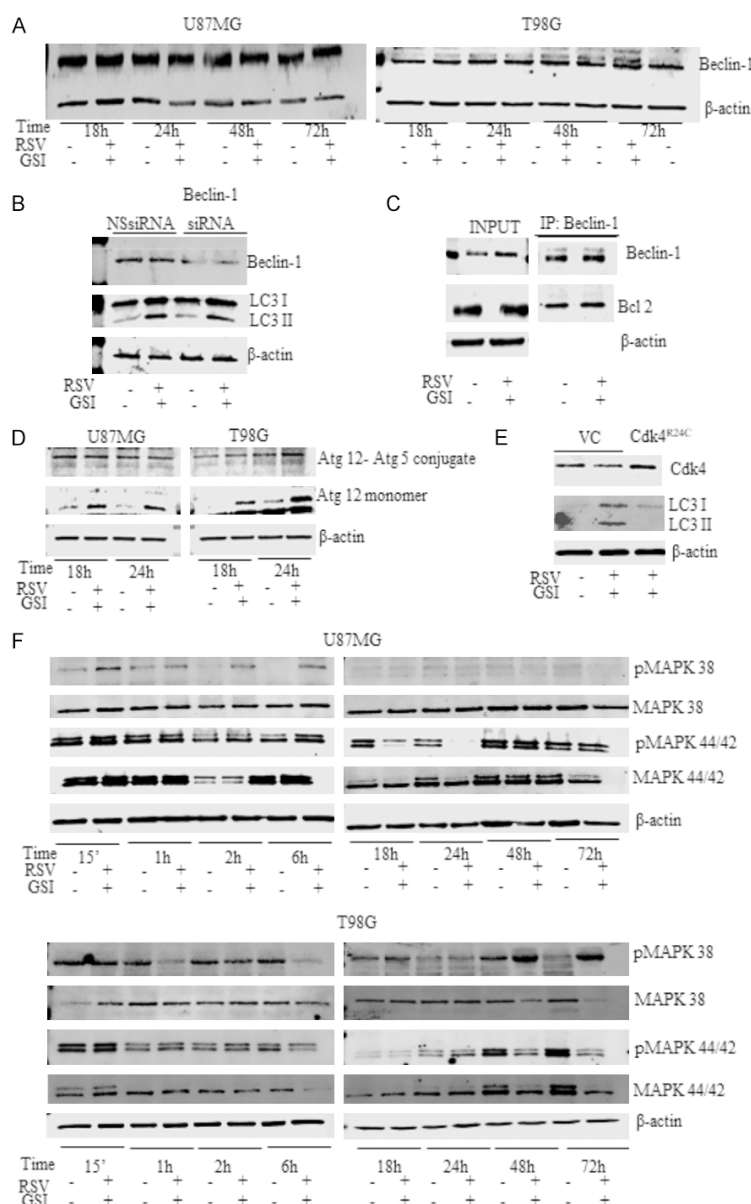 A
U87MG
T98G
Beclin-1
β-actin
Time 18h 24h 48h 72h 18h 24h 48h 72h
RSV - + - + - + - + - + - + - + + -
GSI - + - + - + - + - + - + - + + -
B
Beclin-1
NSsiRNA siRNA
Beclin-1
LC3 I
LC3 II
β-actin
RSV - + - +
GSI - + - +
C
INPUT IP: Beclin-1
Beclin-1
Bcl 2
β-actin
RSV - + - +
GSI - + - +
D
U87MG T98G
Atg 12- Atg 5 conjugate
Atg 12 monomer
β-actin
Time 18h 24h 18h 24h
RSV - + - + - + - +
GSI - + - + - + - +
E
VC Cdk4R24C
Cdk4
LC3 I
LC3 II
β-actin
RSV - + +
GSI - + +
F
U87MG
pMAPK 38
MAPK 38
pMAPK 44/42
MAPK 44/42
β-actin
Time 15’ 1h 2h 6h 18h 24h 48h 72h
RSV - + - + - + - + - + - + - + - +
GSI - + - + - + - + - + - + - + - +
T98G
pMAPK 38
MAPK 38
pMAPK 44/42
MAPK 44/42
β-actin
Time 15’ 1h 2h 6h 18h 24h 48h 72h
RSV - + - + - + - + - + - + - + - +
GSI - + - + - + - + - + - + - + - +